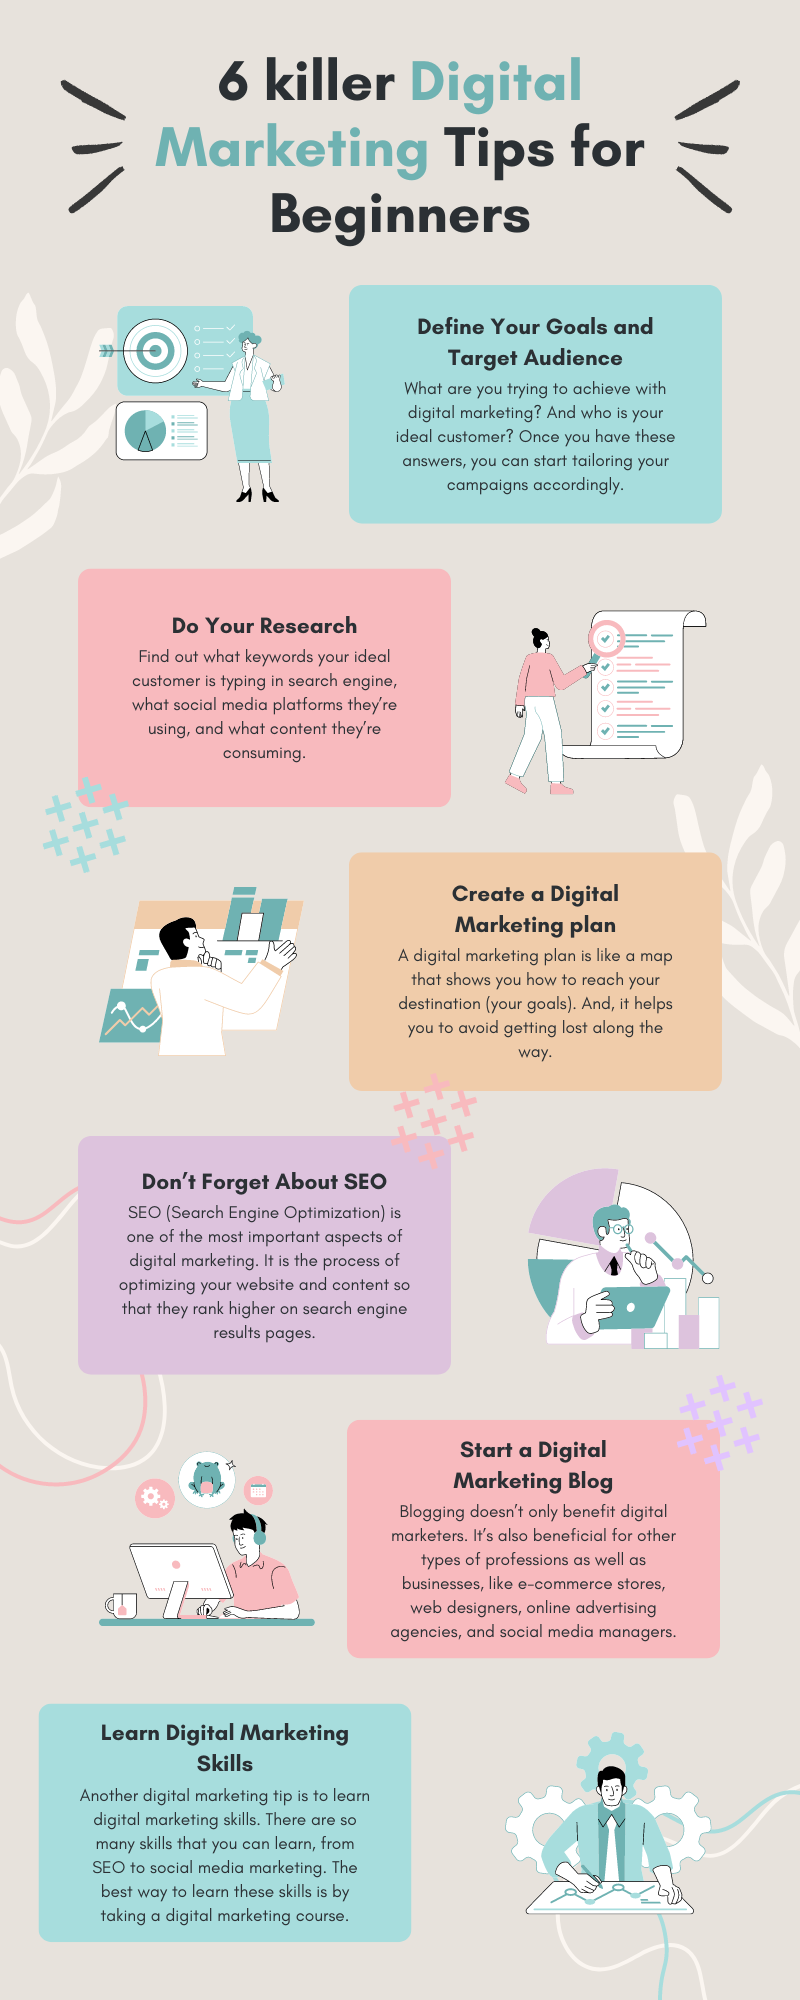 6 killer Digital
Marketing Tips for
Beginners
Define Your Goals and
Target Audience
What are you trying to achieve with
digital marketing? And who is your
ideal customer? Once you have these
answers, you can start tailoring your
campaigns accordingly.
Do Your Research
Find out what keywords your ideal
customer is typing in search engine,
what social media platforms they're
using, and what content they're
consuming.
Create a Digital
Marketing plan
A digital marketing plan is like a map
that shows you how to reach your
destination (your goals). And, it helps
you to avoid getting lost along the
way.
Don't Forget About SEO
SEO (Search Engine Optimization) is
one of the most important aspects of
digital marketing. It is the process of
optimizing your website and content so
that they rank higher on search engine
results pages.
Start a Digital
Marketing Blog
Blogging doesn't only benefit digital
marketers. It's also beneficial for other
types of professions as well as
businesses, like e-commerce stores,
web designers, online advertising
agencies, and social media managers.
Learn Digital Marketing
Skills
Another digital marketing tip is to learn
digital marketing skills. There are so
many skills that you can learn, from
SEO to social media marketing. The
best way to learn these skills is by
taking a digital marketing course.